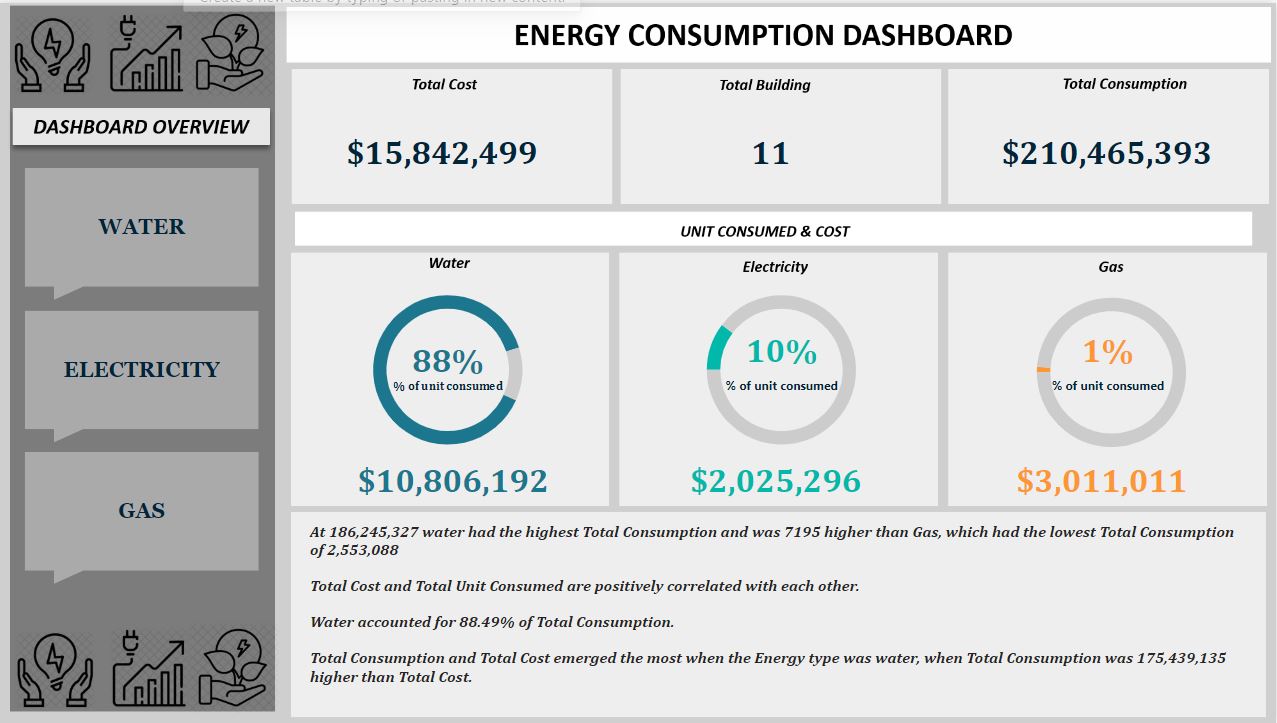 Create a new table by typing or pasting in new content.
ENERGY CONSUMPTION DASHBOARD
DASHBOARD OVERVIEW
WATER
ELECTRICITY
GAS
Total Cost
$15,842,499
Total Building
11
Total Consumption
$210,465,393
UNIT CONSUMED & COST
Water
88%
% of unit consumed
$10,806,192
Electricity
10%
% of unit consumed
$2,025,296
Gas
1%
% of unit consumed
$3,011,011
At 186,245,327 water had the highest Total Consumption and was 7195 higher than Gas, which had the lowest Total Consumption
of 2,553,088
Total Cost and Total Unit Consumed are positively correlated with each other.
Water accounted for 88.49% of Total Consumption.
Total Consumption and Total Cost emerged the most when the Energy type was water, when Total Consumption was 175,439,135
higher than Total Cost.